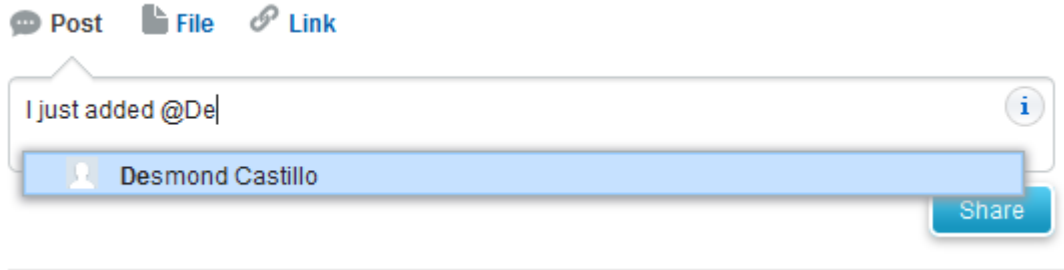 Post File Link
I just added @De
i
Desmond Castillo
Share